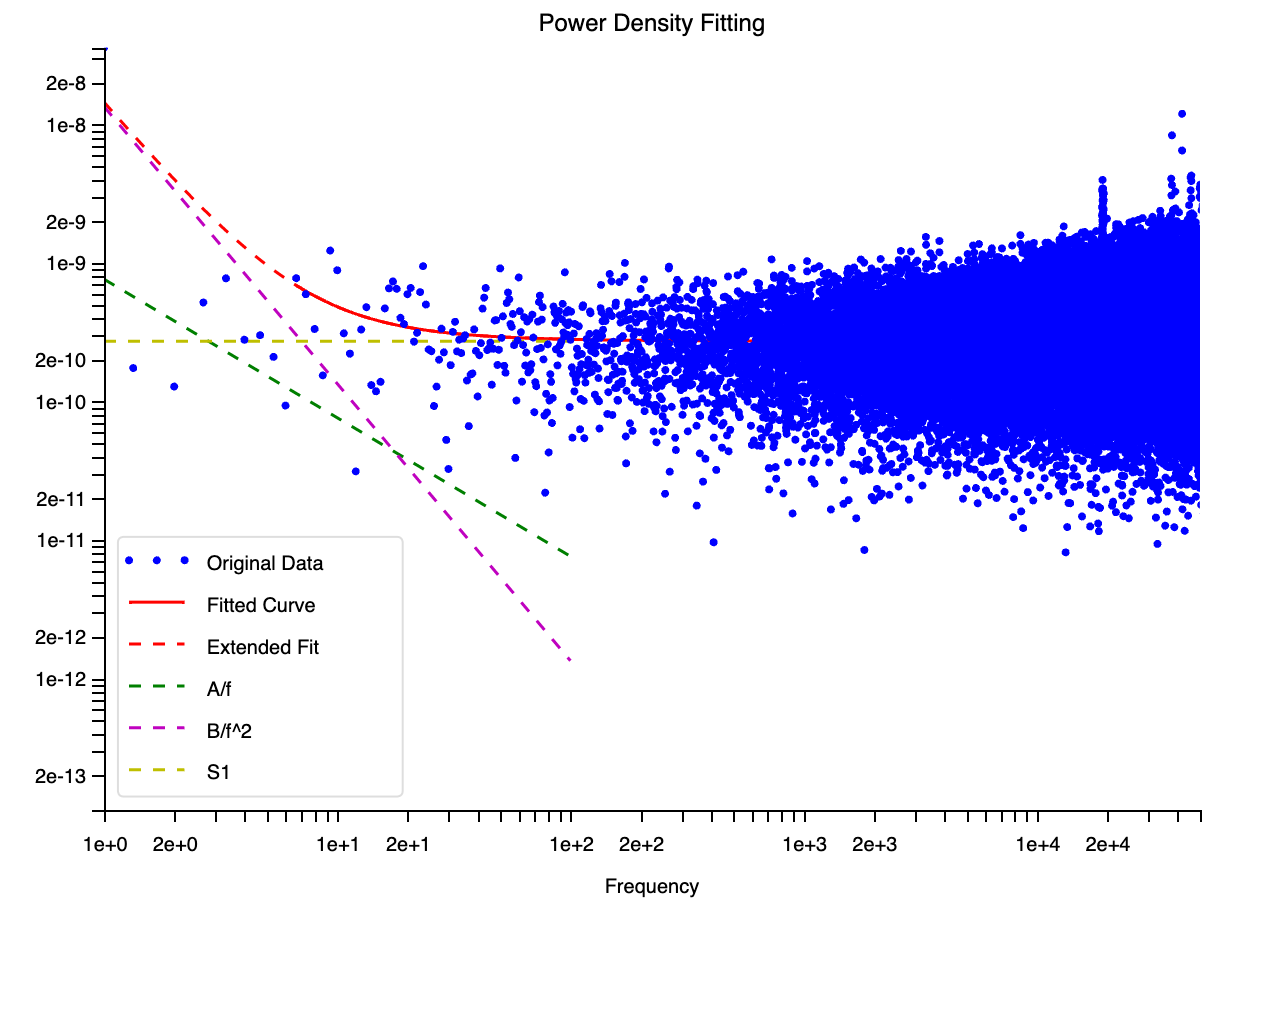 Power Density Fitting
2e-8
1e-8
2e-9
1e-9
2e-10
1e-10
2e-11
1e-11
2e-12
1e-12
2e-13
Original Data
Fitted Curve
Extended Fit
A/f
B/f^2
S1
1e+0 2e+0 1e+1 2e+1 1e+2 2e+2 1e+3 2e+3 1e+4 2e+4
Frequency